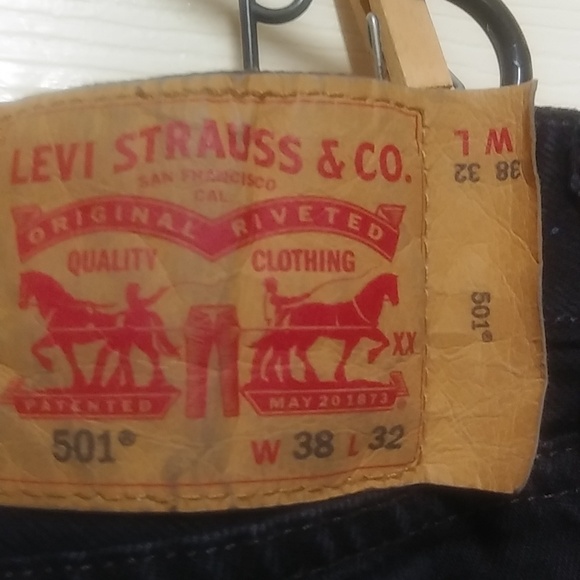 LEVI STRAUSS & CO.
SAN FRANCISCO
CAL.
ORIGINAL RIVETED
QUALITY CLOTHING
XX
PATENTED MAY 20 1873
501® W 38 L 32
W L
38 32
501®